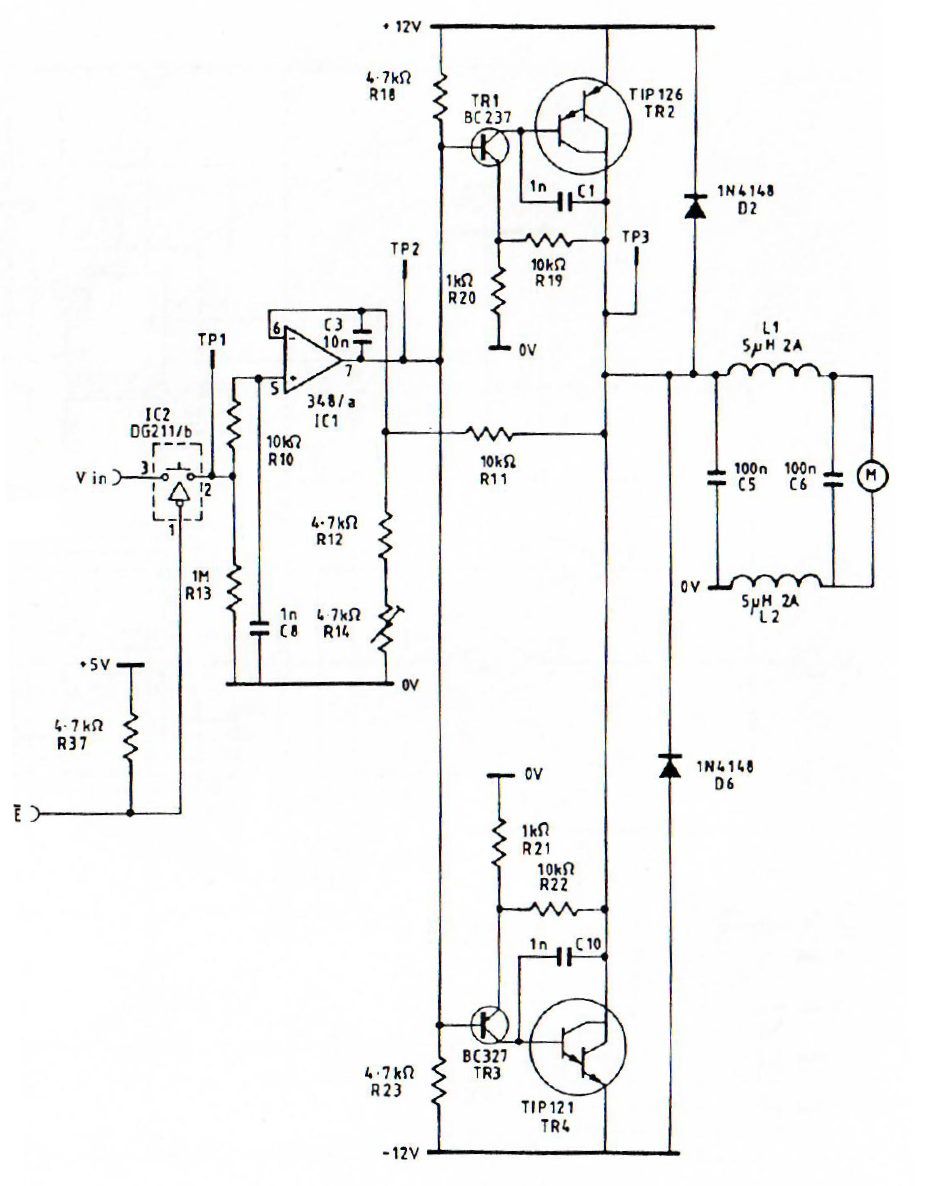 +12V
4·7kΩ
R18
TR1
BC237
TIP126
TR2
1n C1
1N4148
D2
TP3
10kΩ
R19
TP2
1kΩ
R20
0V
L1
5μH 2A
TP1
6
-
C3
10n
7
5
+
348/a
IC1
IC2
DG211/b
10kΩ
R10
10kΩ
R11
V in
3
2
1
100n
C5
100n
C6
M
4·7kΩ
R12
1M
R13
1n
C8
4·7kΩ
R14
0V
5μH 2A
L2
+5V
0V
4·7kΩ
R37
0V
1N4148
D6
E̅
1kΩ
R21
10kΩ
R22
1n C10
BC327
TR3
4·7kΩ
R23
TIP121
TR4
-12V